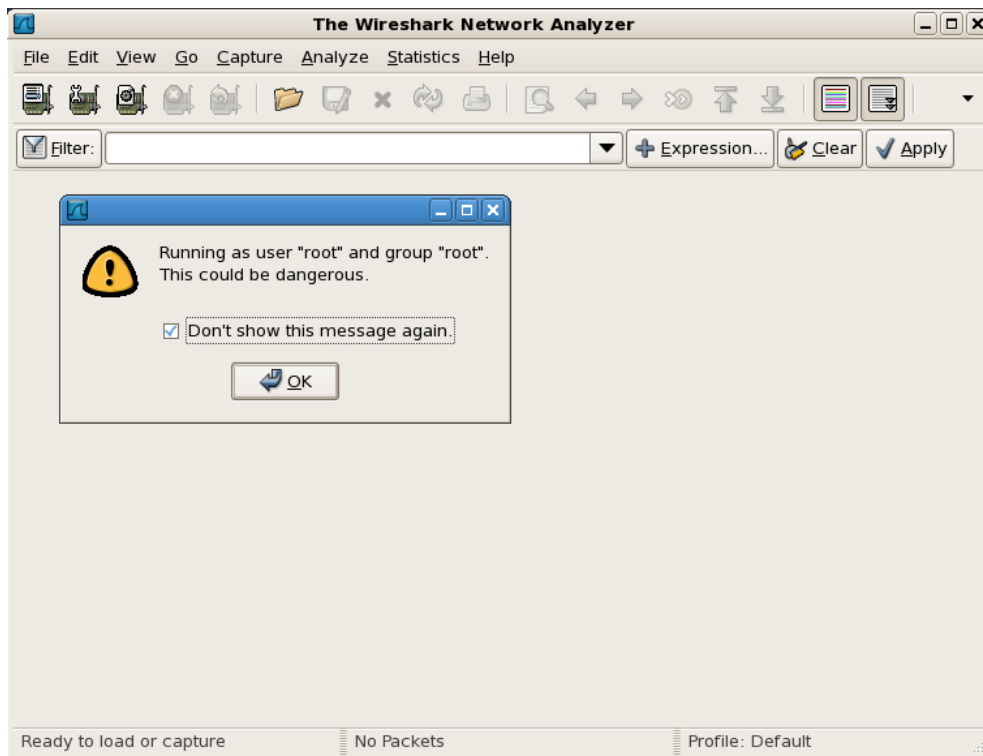 The Wireshark Network Analyzer
File Edit View Go Capture Analyze Statistics Help
Filter: Expression... Clear Apply
Running as user "root" and group "root".
This could be dangerous.
Don't show this message again.
OK
Ready to load or capture No Packets Profile: Default